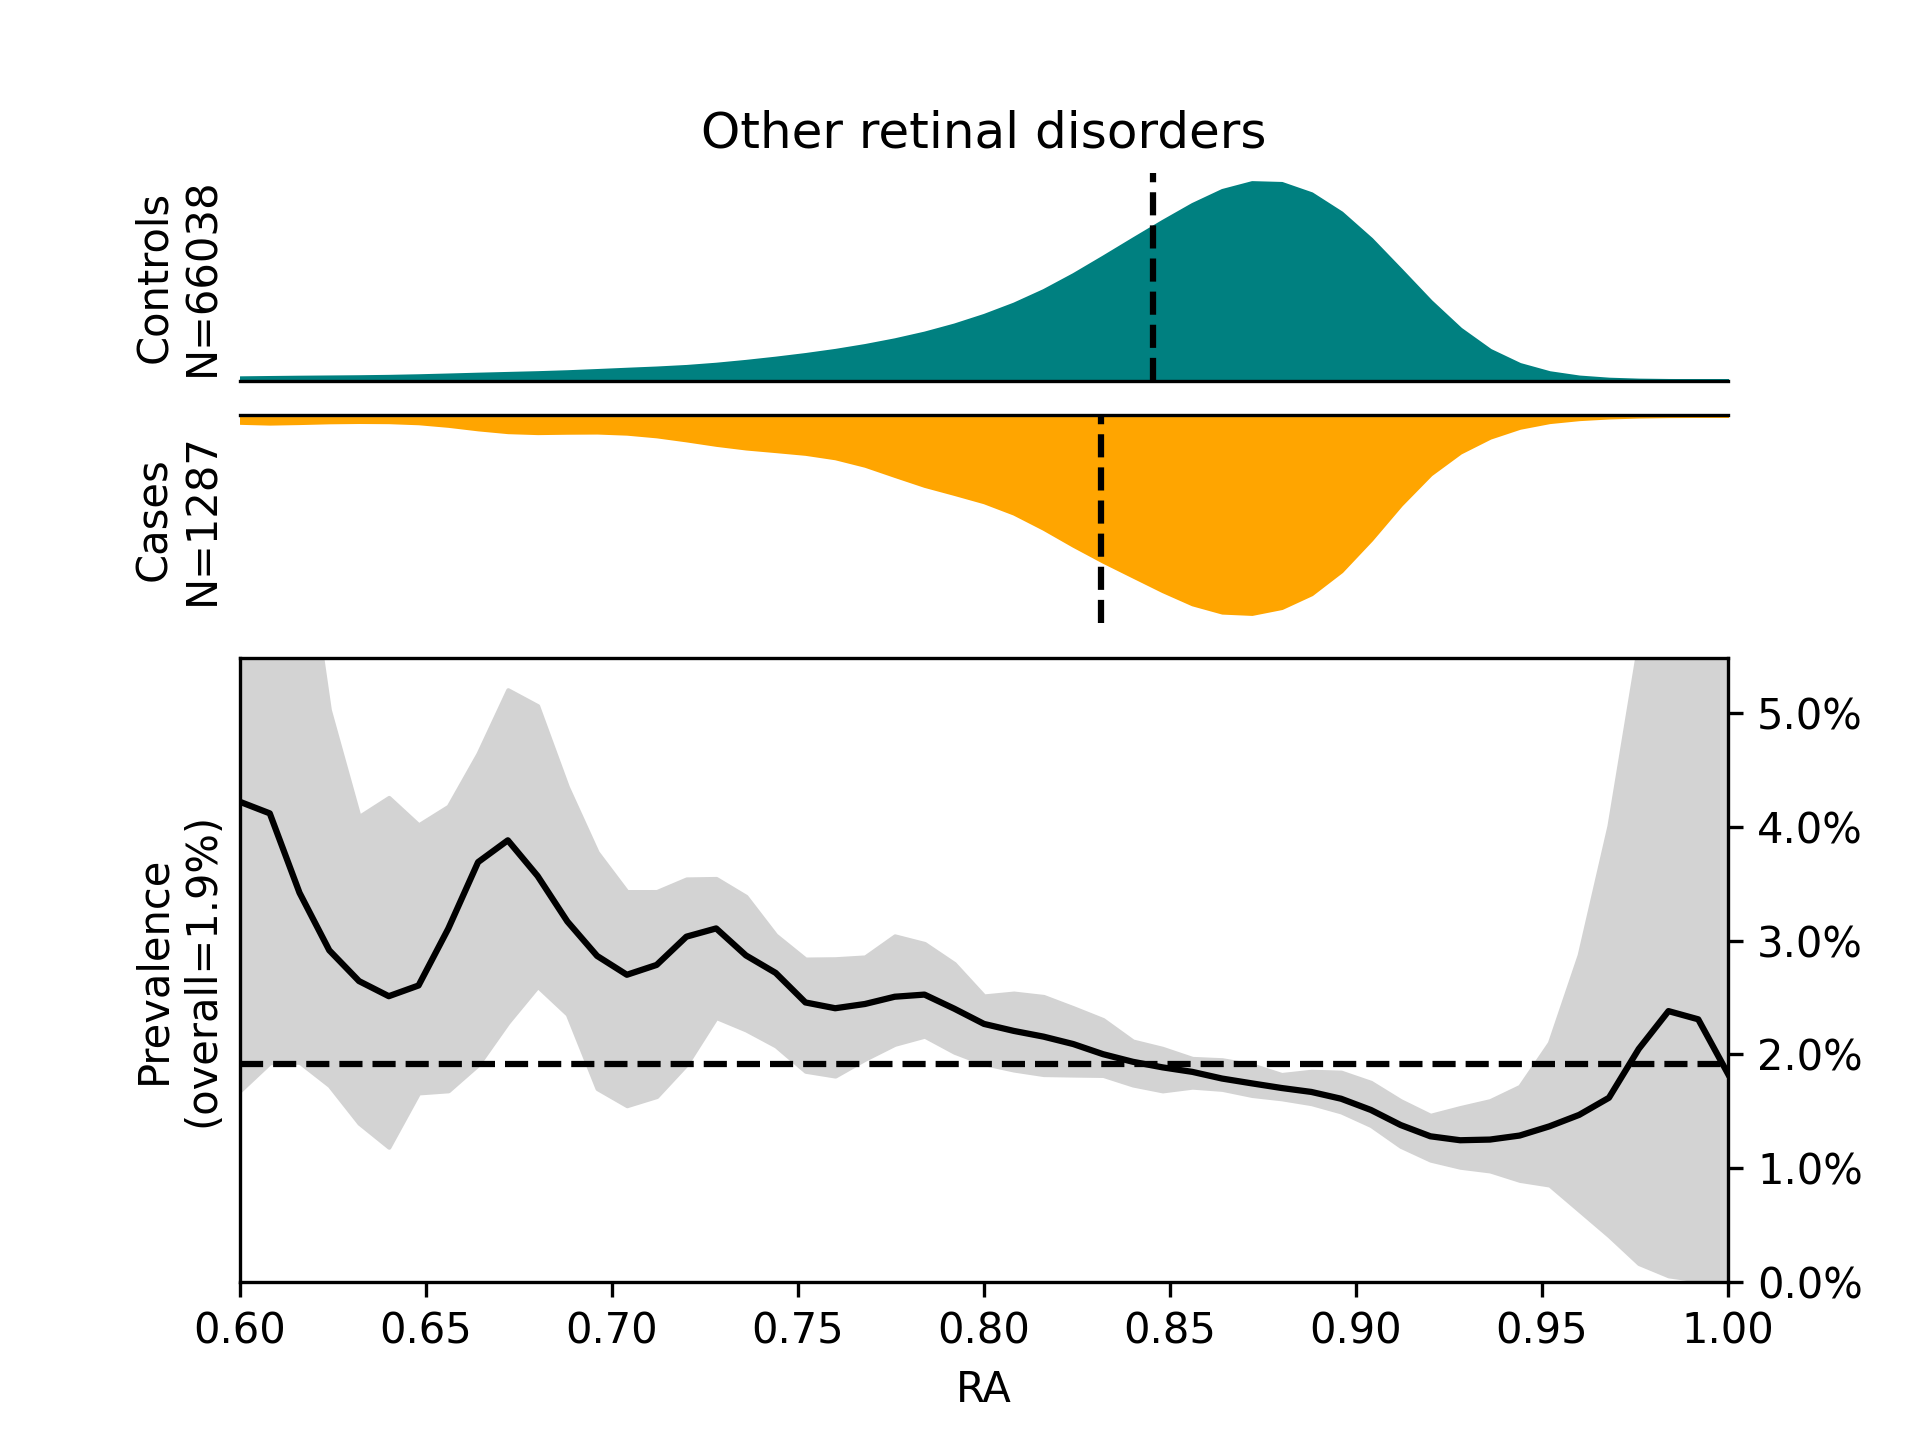 Other retinal disorders
Controls
N=66038
Cases
N=1287
Prevalence
(overall=1.9%)
5.0%
4.0%
3.0%
2.0%
1.0%
0.0%
0.60 0.65 0.70 0.75 0.80 0.85 0.90 0.95 1.00
RA